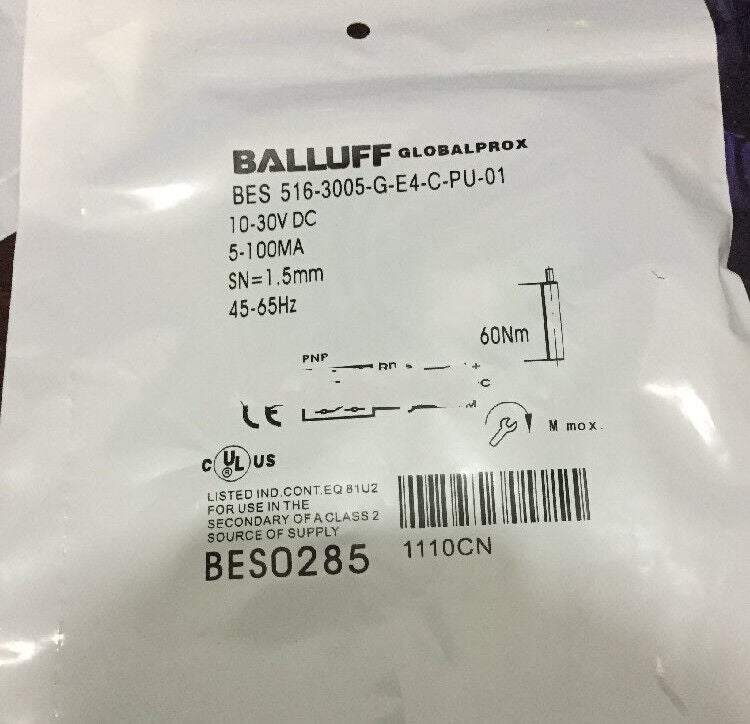 BALLUFF GLOBALPROX
BES 516-3005-G-E4-C-PU-01
10-30V DC
5-100MA
SN=1.5mm
45-65Hz
60Nm
PNP
+
C
CE
M mox.
C UL ® US
LISTED IND.CONT.EQ 81U2
FOR USE IN THE
SECONDARY OF A CLASS 2
SOURCE OF SUPPLY
BES0285
1110CN